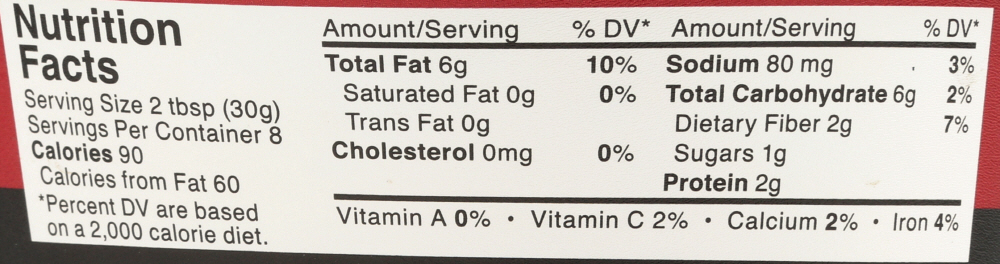 Nutrition
Facts
Serving Size 2 tbsp (30g)
Servings Per Container 8
Calories 90
Calories from Fat 60
*Percent DV are based
on a 2,000 calorie diet.
Amount/Serving % DV*
Total Fat 6g 10%
Saturated Fat 0g 0%
Trans Fat 0g
Cholesterol 0mg 0%
Amount/Serving % DV*
Sodium 80 mg 3%
Total Carbohydrate 6g 2%
Dietary Fiber 2g 7%
Sugars 1g
Protein 2g
Vitamin A 0% • Vitamin C 2% • Calcium 2% • Iron 4%